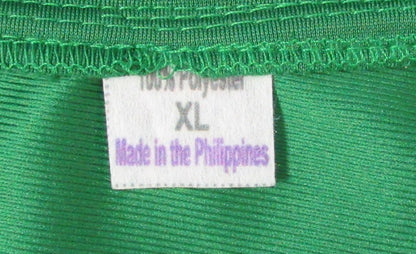 100% Polyester
XL
Made in the Philippines